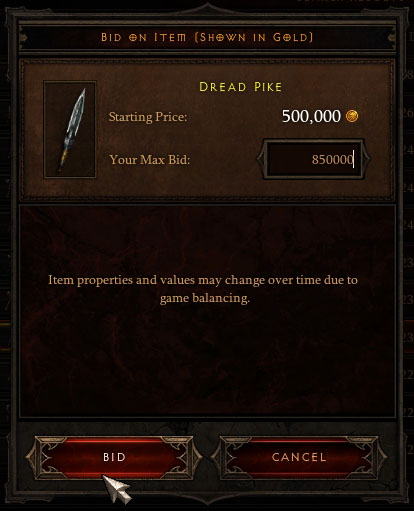 Bid on Item (Shown in Gold)
Dread Pike
Starting Price: 500,000
Your Max Bid: 850000
Item properties and values may change over time due to
game balancing.
BID CANCEL